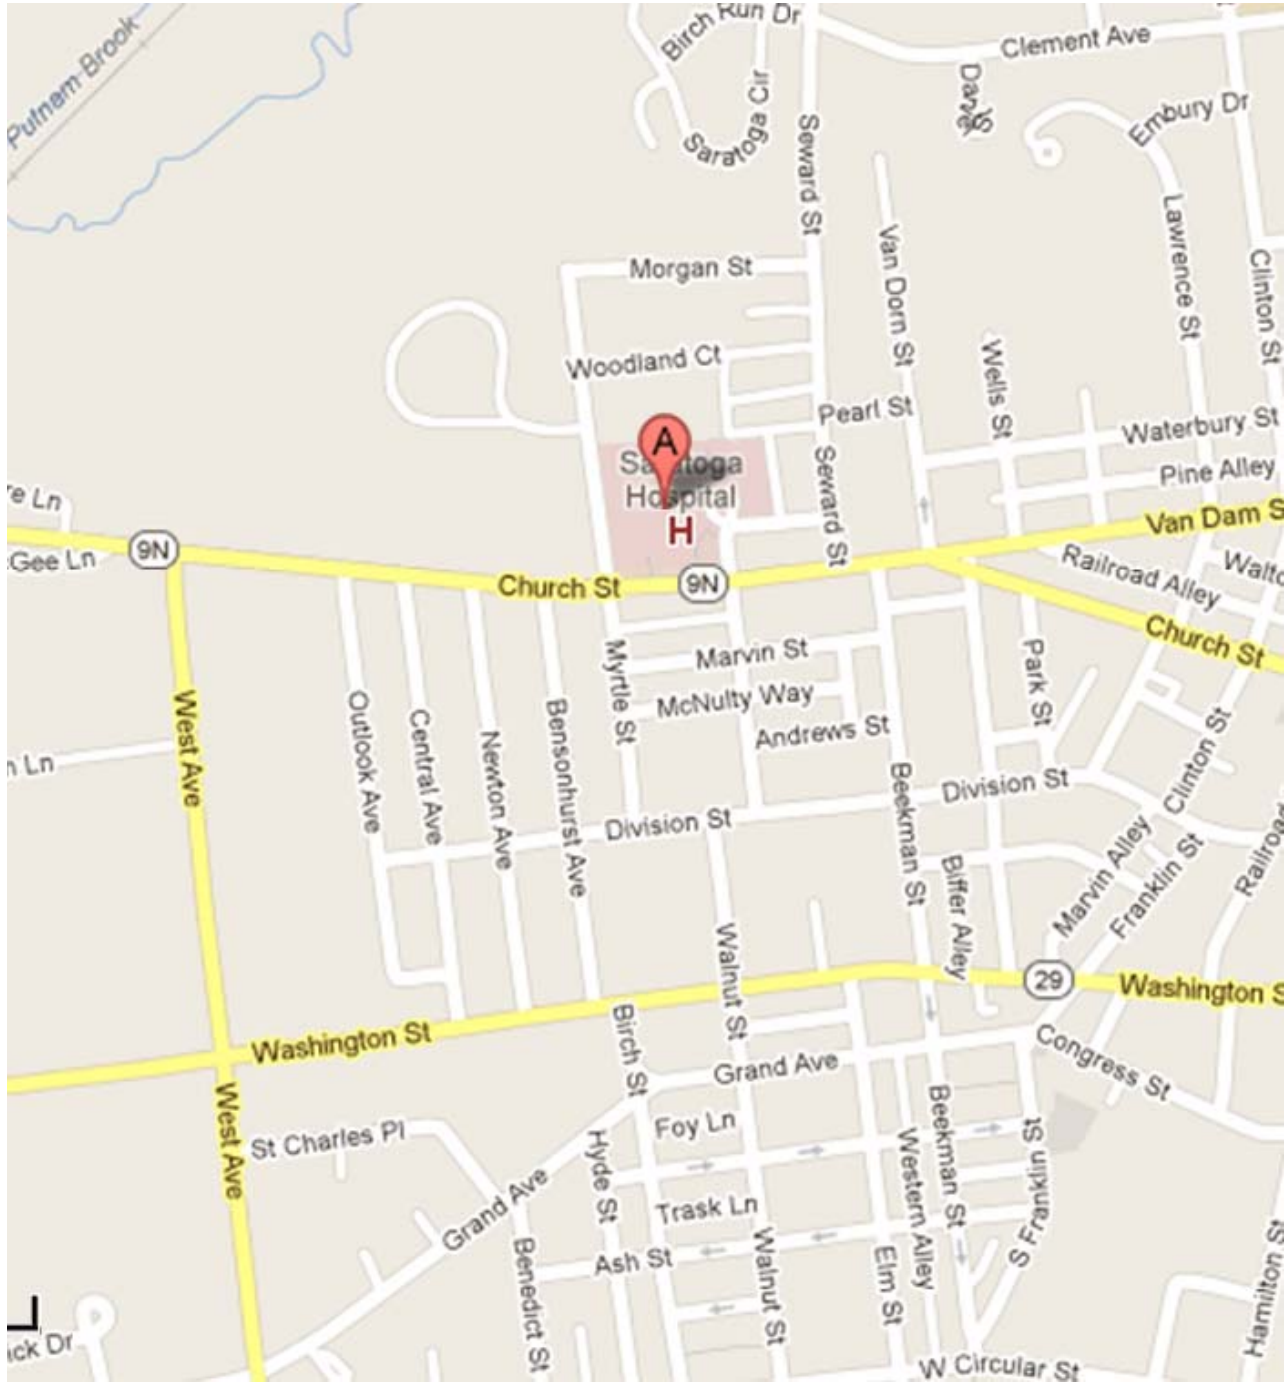 Putnam Brook
Birch Run Dr
Clement Ave
Saratoga Cir
Seward St
Embury Dr
Van Dorn St
Lawrence St
Clinton St
Morgan St
Woodland Ct
Wells St
Pearl St
Waterbury St
A
Saratoga
Hospital
H
Seward St
Pine Alley
Van Dam S
re Ln
9N
Gee Ln
Church St
9N
Railroad Alley
Walto
Church St
Myrtle St
Marvin St
McNulty Way
Andrews St
Park St
West Ave
Outlook Ave
Central Ave
Newton Ave
Bensonhurst Ave
n Ln
Division St
Division St
Beekman St
Clinton St
Marvin Alley
Franklin St
Railroad
Biffer Alley
Walnut St
29
Washington S
Washington St
Birch St
Grand Ave
Congress St
West Ave
St Charles Pl
Foy Ln
Hyde St
Beekman St
Western Alley
S Franklin St
Grand Ave
Trask Ln
Ash St
Benedict St
Walnut St
Elm St
Hamilton St
ick Dr
W Circular St